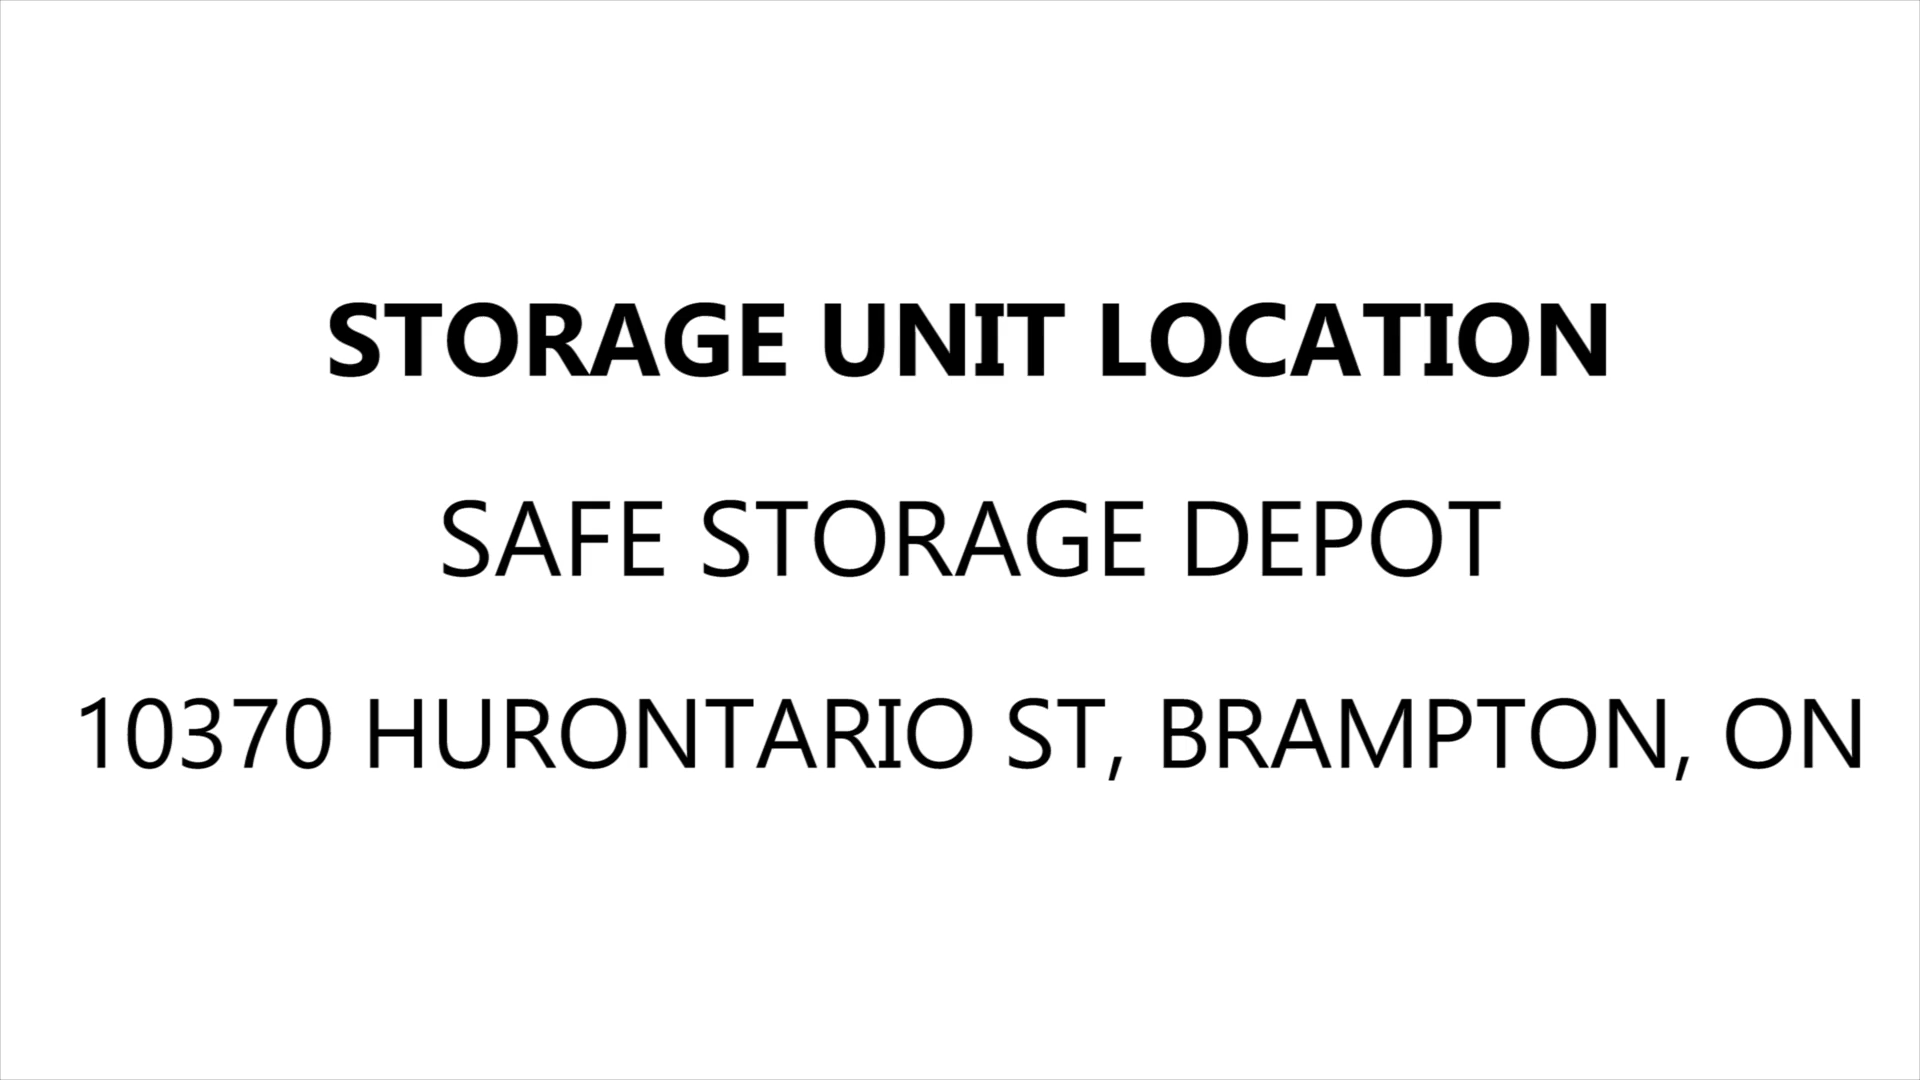 STORAGE UNIT LOCATION
SAFE STORAGE DEPOT
10370 HURONTARIO ST, BRAMPTON, ON